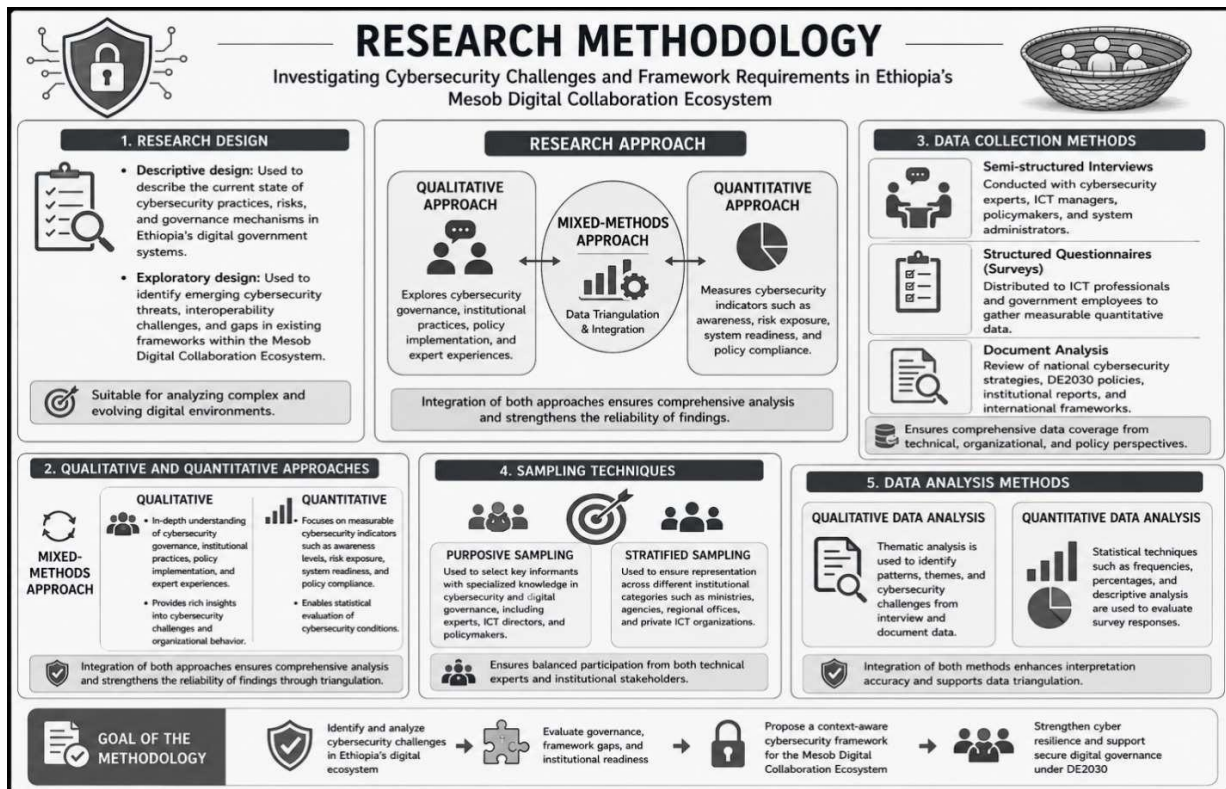 RESEARCH METHODOLOGY
Investigating Cybersecurity Challenges and Framework Requirements in Ethiopia's
Mesob Digital Collaboration Ecosystem
1. RESEARCH DESIGN
• Descriptive design: Used to
describe the current state of
cybersecurity practices, risks,
and governance mechanisms in
Ethiopia's digital government
systems.
• Exploratory design: Used to
identify emerging cybersecurity
threats, interoperability
challenges, and gaps in existing
frameworks within the Mesob
Digital Collaboration Ecosystem.
Suitable for analyzing complex and
evolving digital environments.
RESEARCH APPROACH
QUALITATIVE
APPROACH
Explores cybersecurity
governance, institutional
practices, policy
implementation, and
expert experiences.
MIXED-METHODS
APPROACH
Data Triangulation
& Integration
QUANTITATIVE
APPROACH
Measures cybersecurity
indicators such as
awareness, risk exposure,
system readiness, and
policy compliance.
Integration of both approaches ensures comprehensive analysis
and strengthens the reliability of findings.
3. DATA COLLECTION METHODS
Semi-structured Interviews
Conducted with cybersecurity
experts, ICT managers,
policymakers, and system
administrators.
Structured Questionnaires
(Surveys)
Distributed to ICT professionals
and government employees to
gather measurable quantitative
data.
Document Analysis
Review of national cybersecurity
strategies, DE2030 policies,
institutional reports, and
international frameworks.
Ensures comprehensive data coverage from
technical, organizational, and policy perspectives.
2. QUALITATIVE AND QUANTITATIVE APPROACHES
MIXED-
METHODS
APPROACH
QUALITATIVE
• In-depth understanding
of cybersecurity
governance, institutional
practices, policy
implementation, and
expert experiences.
• Provides rich insights
into cybersecurity
challenges and
organizational behavior.
QUANTITATIVE
• Focuses on measurable
cybersecurity indicators
such as awareness
levels, risk exposure,
system readiness, and
policy compliance.
• Enables statistical
evaluation of
cybersecurity conditions.
Integration of both approaches ensures comprehensive analysis
and strengthens the reliability of findings through triangulation.
4. SAMPLING TECHNIQUES
PURPOSIVE SAMPLING
Used to select key informants
with specialized knowledge in
cybersecurity and digital
governance, including
experts, ICT directors, and
policymakers.
STRATIFIED SAMPLING
Used to ensure representation
across different institutional
categories such as ministries,
agencies, regional offices,
and private ICT organizations.
Ensures balanced participation from both technical
experts and institutional stakeholders.
5. DATA ANALYSIS METHODS
QUALITATIVE DATA ANALYSIS
Thematic analysis is
used to identify
patterns, themes, and
cybersecurity
challenges from
interview and
document data.
QUANTITATIVE DATA ANALYSIS
Statistical techniques
such as frequencies,
percentages, and
descriptive analysis
are used to evaluate
survey responses.
Integration of both methods enhances interpretation
accuracy and supports data triangulation.
GOAL OF THE
METHODOLOGY
Identify and analyze
cybersecurity challenges
in Ethiopia's digital
ecosystem
Evaluate governance,
framework gaps, and
institutional readiness
Propose a context-aware
cybersecurity framework
for the Mesob Digital
Collaboration Ecosystem
Strengthen cyber
resilience and support
secure digital governance
under DE2030